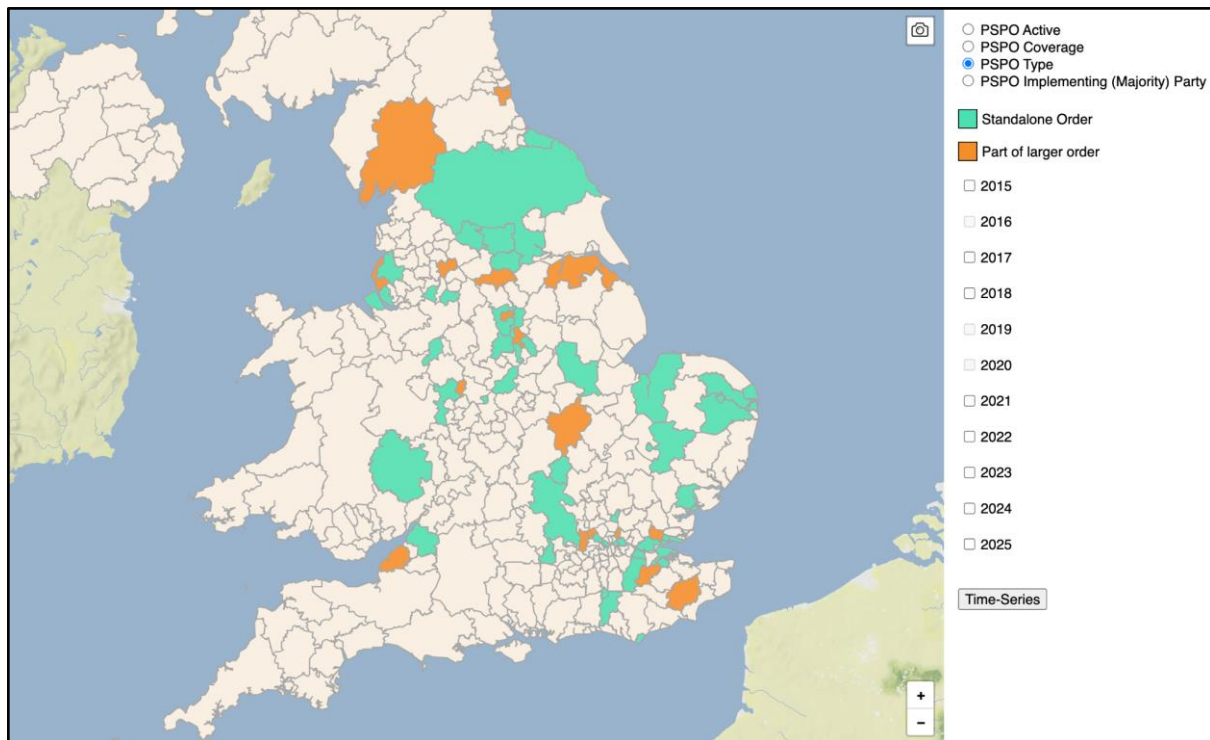 PSPO Active
PSPO Coverage
PSPO Type
PSPO Implementing (Majority) Party
Standalone Order
Part of larger order
2015
2016
2017
2018
2019
2020
2021
2022
2023
2024
2025
Time-Series
+
−